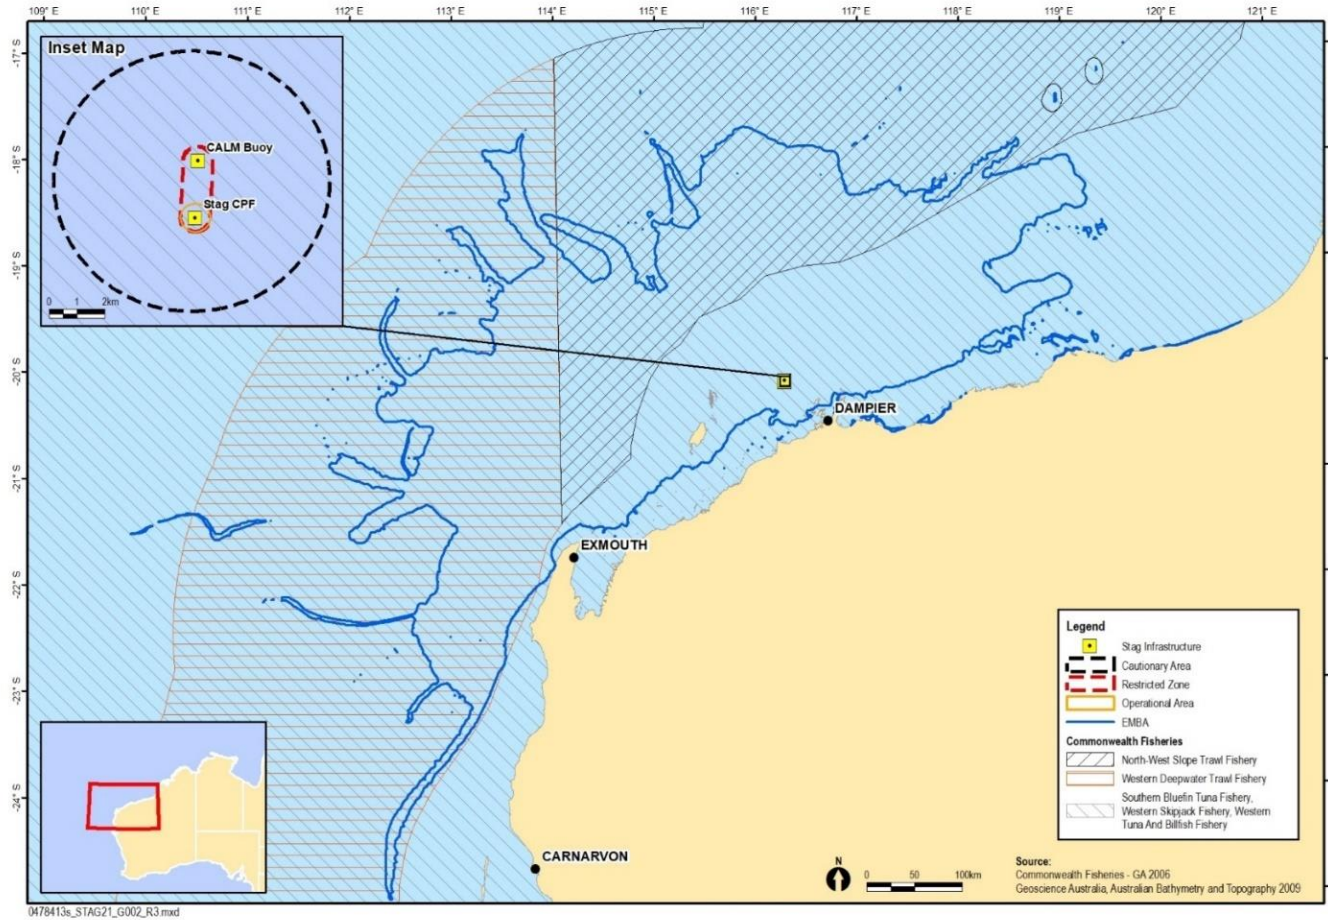 109° E 110° E 111° E 112° E 113° E 114° E 115° E 116° E 117° E 118° E 119° E 120° E 121° E
-17° S
-18° S
-19° S
-20° S
-21° S
-22° S
-23° S
-24° S
Inset Map
CALM Buoy
Stag CPF
0 1 2km
DAMPIER
EXMOUTH
CARNARVON
Legend
Stag Infrastructure
Cautionary Area
Restricted Zone
Operational Area
EMBA
Commonwealth Fisheries
North-West Slope Trawl Fishery
Western Deepwater Trawl Fishery
Southern Bluefin Tuna Fishery,
Western Skipjack Fishery, Western
Tuna And Billfish Fishery
N
0 50 100km
Source:
Commonwealth Fisheries - GA 2006
Geoscience Australia, Australian Bathymetry and Topography 2009
0478413s_STAG21_G002_R3.mxd